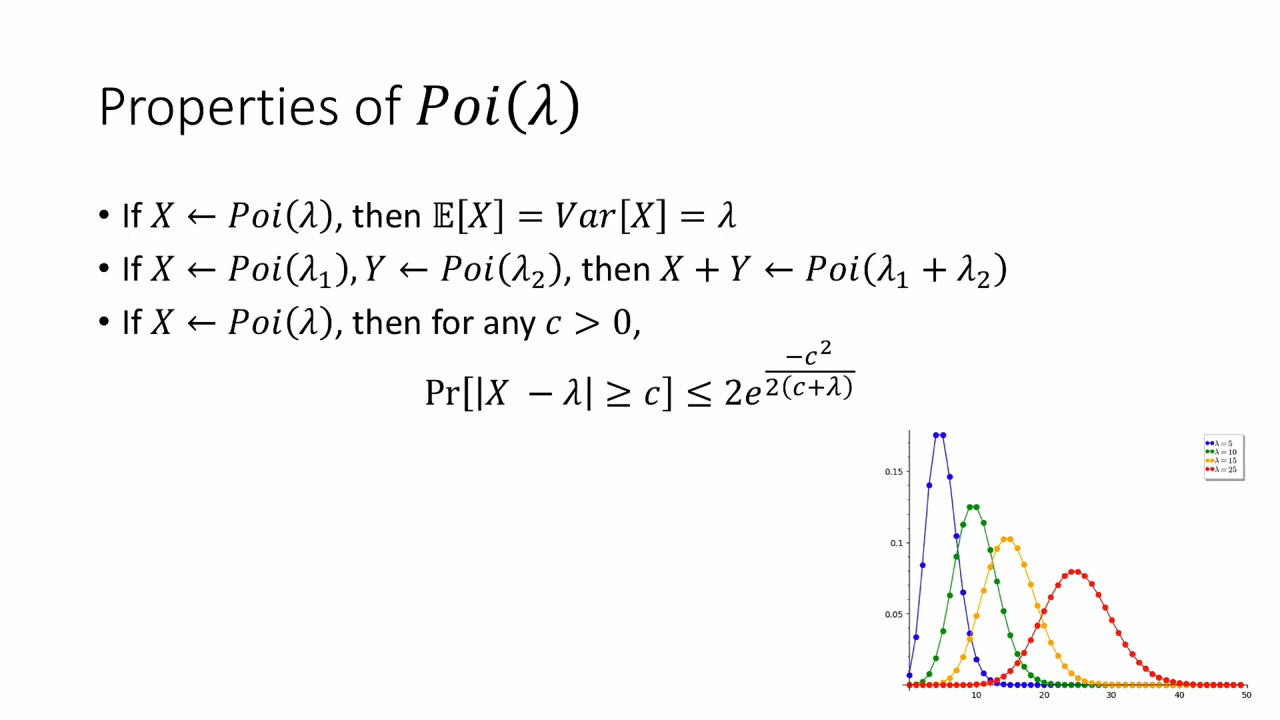 Properties of 𝑃𝑜𝑖(𝜆)
• If 𝑋 ← 𝑃𝑜𝑖(𝜆), then 𝔼[𝑋] = 𝑉𝑎𝑟[𝑋] = 𝜆
• If 𝑋 ← 𝑃𝑜𝑖(𝜆₁), 𝑌 ← 𝑃𝑜𝑖(𝜆₂), then 𝑋 + 𝑌 ← 𝑃𝑜𝑖(𝜆₁ + 𝜆₂)
• If 𝑋 ← 𝑃𝑜𝑖(𝜆), then for any 𝑐 > 0,
Pr[|𝑋 − 𝜆| ≥ 𝑐] ≤ 2𝑒^(−𝑐²/2(𝑐+𝜆))
λ=5
λ=10
λ=15
λ=25
0.15
0.1
0.05
10 20 30 40 50